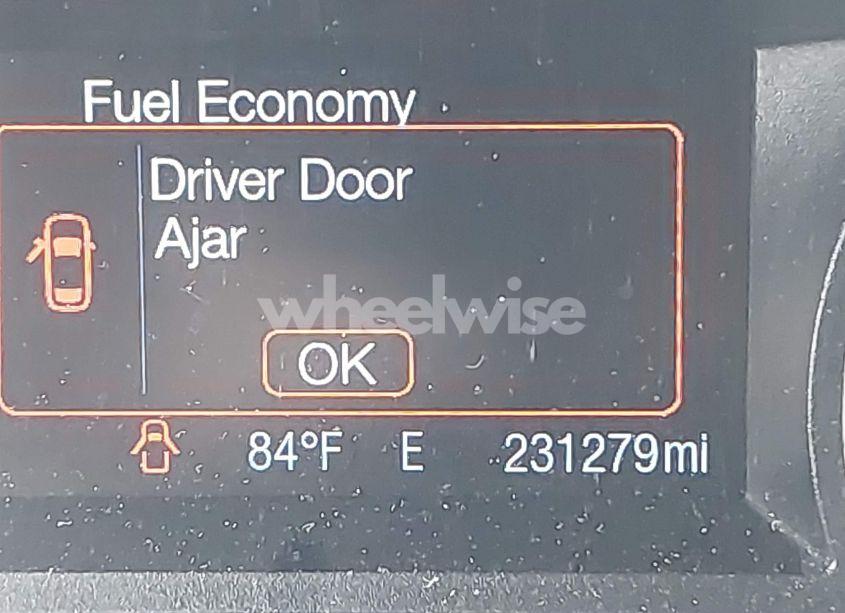 Fuel Economy
Driver Door
Ajar
wheelwise
OK
84°F E 231279mi